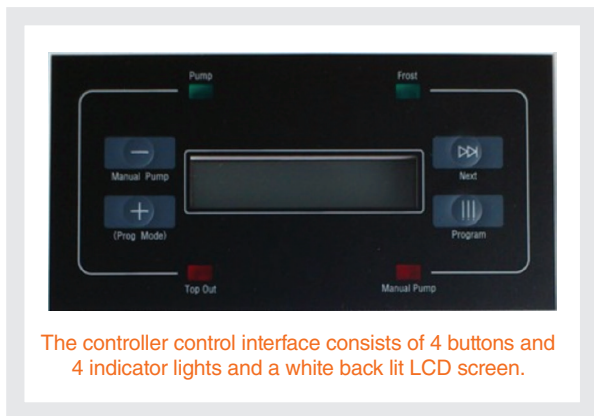 Pump
Frost
Manual Pump
Next
(Prog Mode)
Program
Top Out
Manual Pump
The controller control interface consists of 4 buttons and
4 indicator lights and a white back lit LCD screen.